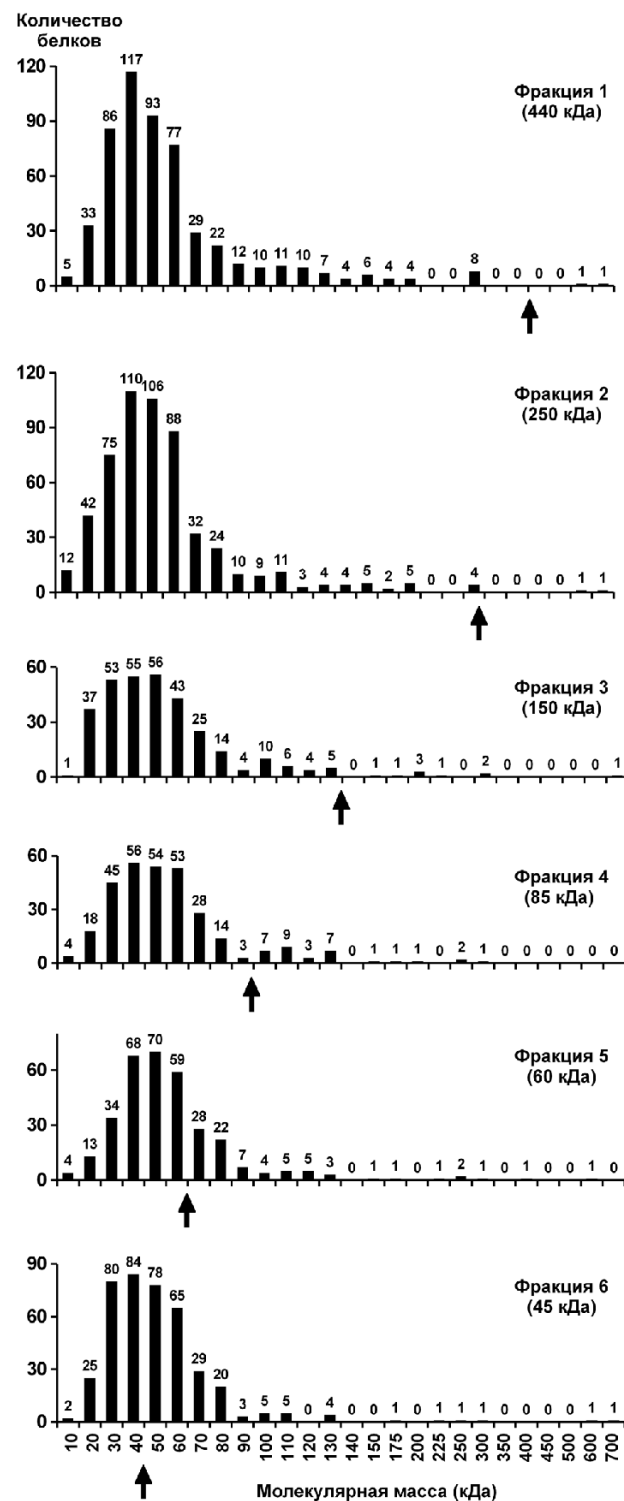 Количество
белков
Фракция 1
(440 кДа)
120
90
60
30
0
5 33 86 117 93 77 29 22 12 10 11 10 7 4 6 4 4 0 0 8 0 0 0 0 1 1
Фракция 2
(250 кДа)
120
90
60
30
0
12 42 75 110 106 88 32 24 10 9 11 3 4 4 5 2 5 0 0 4 0 0 0 0 1 1
Фракция 3
(150 кДа)
60
30
0
1 37 53 55 56 43 25 14 4 10 6 4 5 0 1 1 3 1 0 2 0 0 0 0 0 1
Фракция 4
(85 кДа)
60
30
0
4 18 45 56 54 53 28 14 3 7 9 3 7 0 1 1 1 0 2 1 0 0 0 0 0 0
Фракция 5
(60 кДа)
60
30
0
4 13 34 68 70 59 28 22 7 4 5 5 3 0 1 1 0 1 2 1 0 1 0 0 1 0
Фракция 6
(45 кДа)
90
60
30
0
2 25 80 84 78 65 29 20 3 5 5 0 4 0 0 1 0 1 1 1 0 1 0 0 1 1
10 20 30 40 50 60 70 80 90 100 110 120 130 140 150 175 200 225 250 300 350 400 450 500 600 700
Молекулярная масса (кДа)